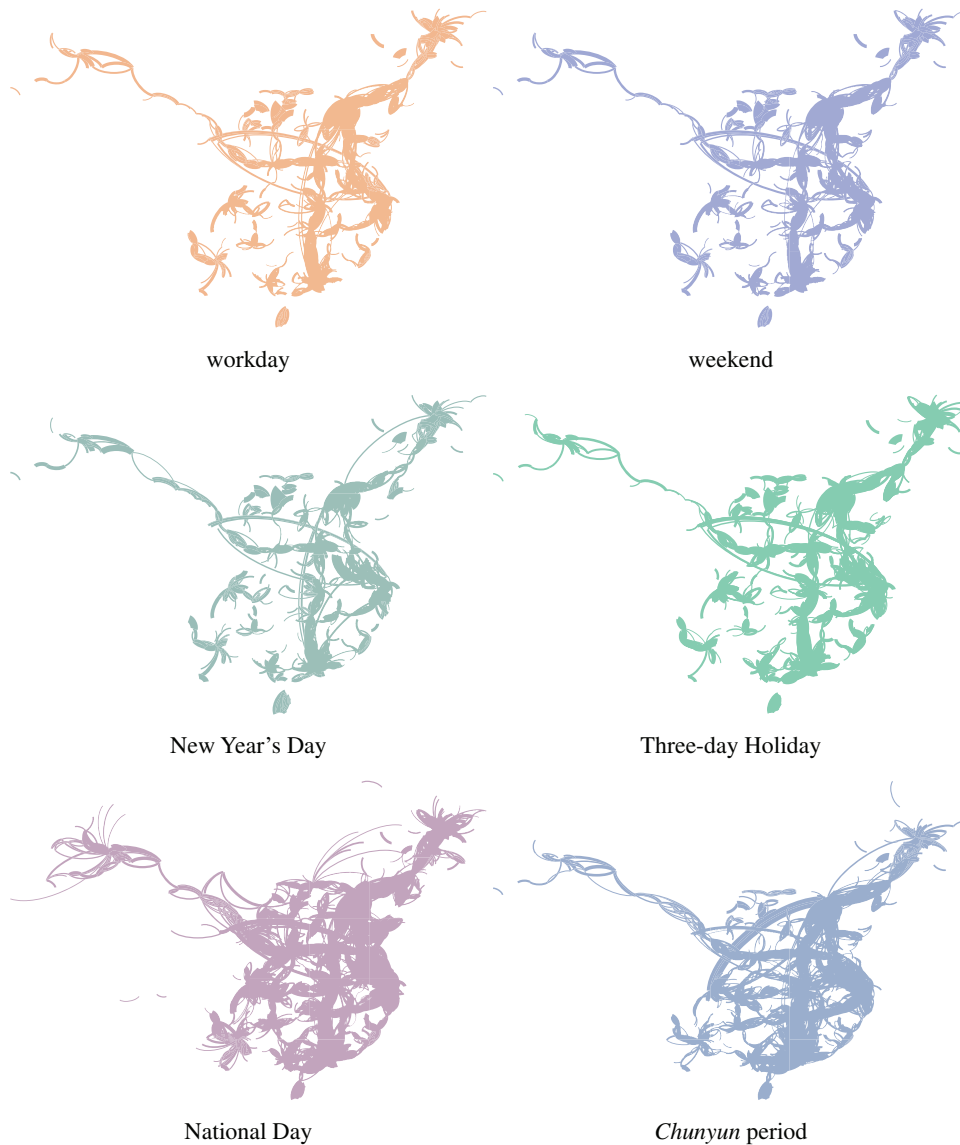 workday
weekend
New Year’s Day
Three-day Holiday
National Day
Chunyun period